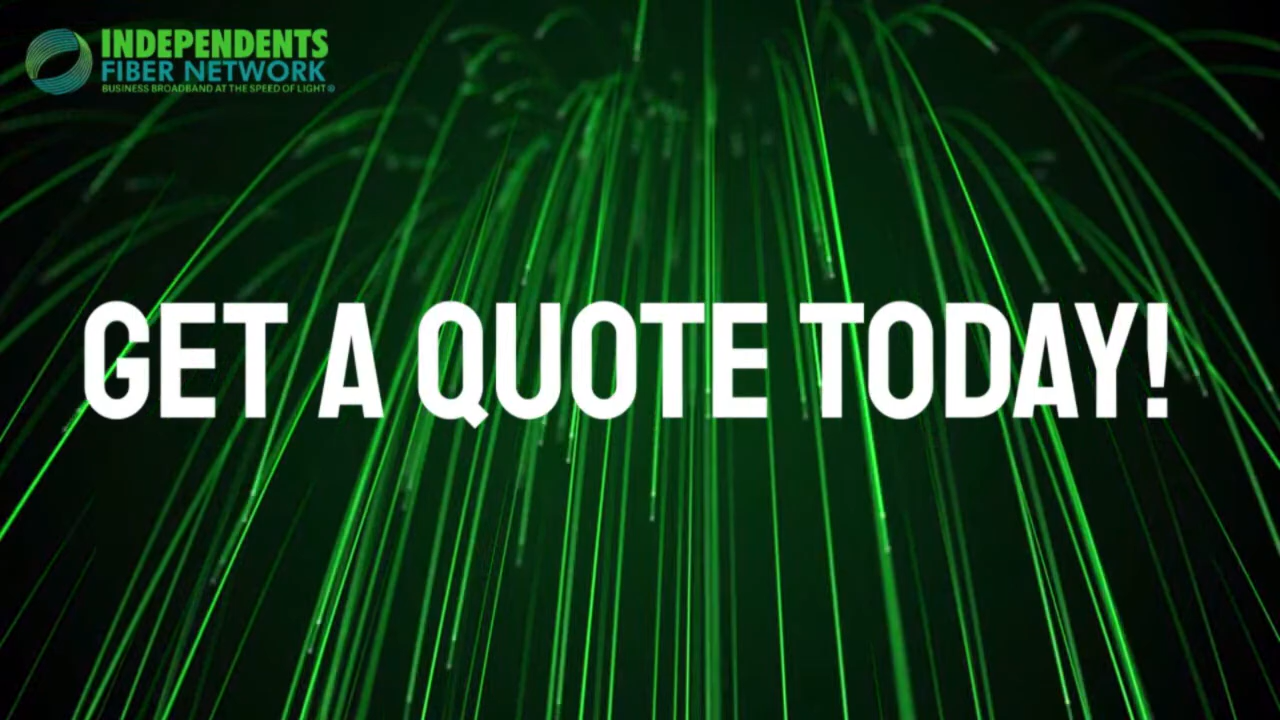 INDEPENDENTS
FIBER NETWORK
BUSINESS BROADBAND AT THE SPEED OF LIGHT®
GET A QUOTE TODAY!